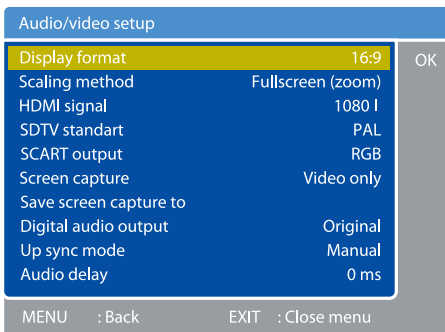 Audio/video setup
Display format 16:9 OK
Scaling method Fullscreen (zoom)
HDMI signal 1080 I
SDTV standart PAL
SCART output RGB
Screen capture Video only
Save screen capture to
Digital audio output Original
Up sync mode Manual
Audio delay 0 ms
MENU : Back EXIT : Close menu